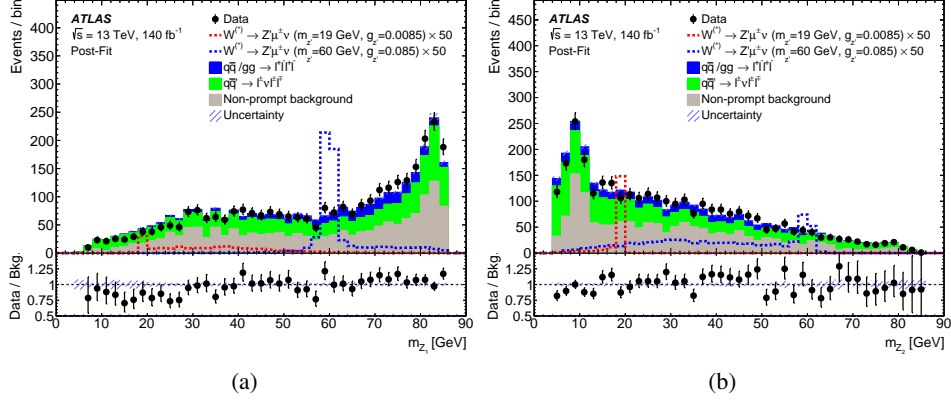 ATLAS
√s = 13 TeV, 140 fb⁻¹
Post-Fit
Data
W⁽*⁾ → Z'μ±ν (m_z'=19 GeV, g_z'=0.0085) × 50
W⁽*⁾ → Z'μ±ν (m_z'=60 GeV, g_z'=0.085) × 50
qq̄ /gg → l⁺l⁻l⁺l⁻
qq̄' → l±νl±l∓
Non-prompt background
Uncertainty
Events / bin
450
400
350
300
250
200
150
100
50
0
Data / Bkg.
1.25
1
0.75
0.5
0 10 20 30 40 50 60 70 80 90
m_Z₁ [GeV]
(a)
ATLAS
√s = 13 TeV, 140 fb⁻¹
Post-Fit
Data
W⁽*⁾ → Z'μ±ν (m_z'=19 GeV, g_z'=0.0085) × 50
W⁽*⁾ → Z'μ±ν (m_z'=60 GeV, g_z'=0.085) × 50
qq̄ /gg → l⁺l⁻l⁺l⁻
qq̄' → l±νl±l∓
Non-prompt background
Uncertainty
Events / bin
450
400
350
300
250
200
150
100
50
0
Data / Bkg.
1.25
1
0.75
0.5
0 10 20 30 40 50 60 70 80 90
m_Z₂ [GeV]
(b)